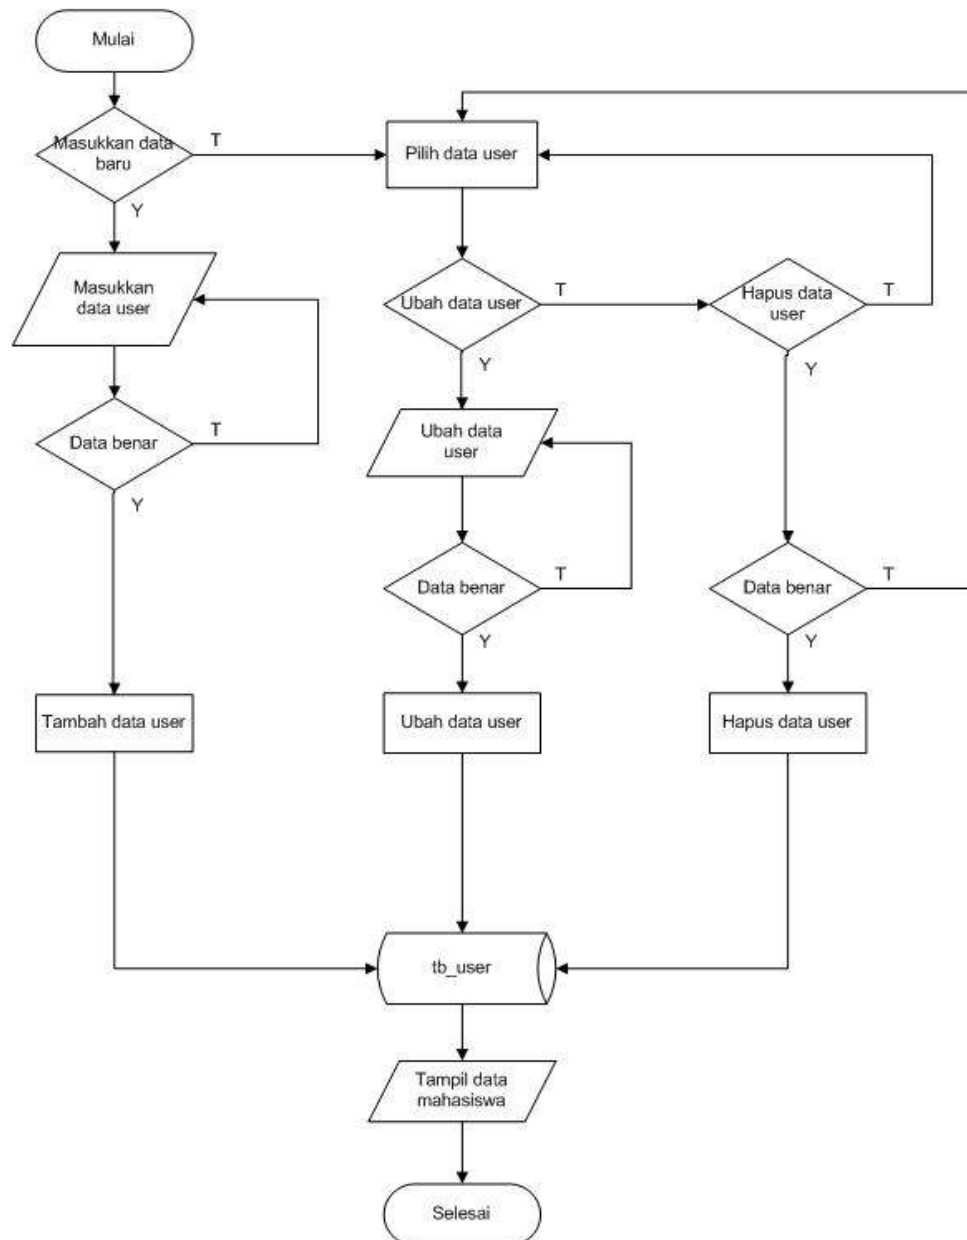 Mulai
Masukkan data
baru
T
Y
Pilih data user
Masukkan
data user
Ubah data user
T
Y
Hapus data
user
T
Y
Data benar
T
Y
Ubah data
user
Data benar
T
Y
Data benar
T
Y
Tambah data user
Ubah data user
Hapus data user
tb_user
Tampil data
mahasiswa
Selesai